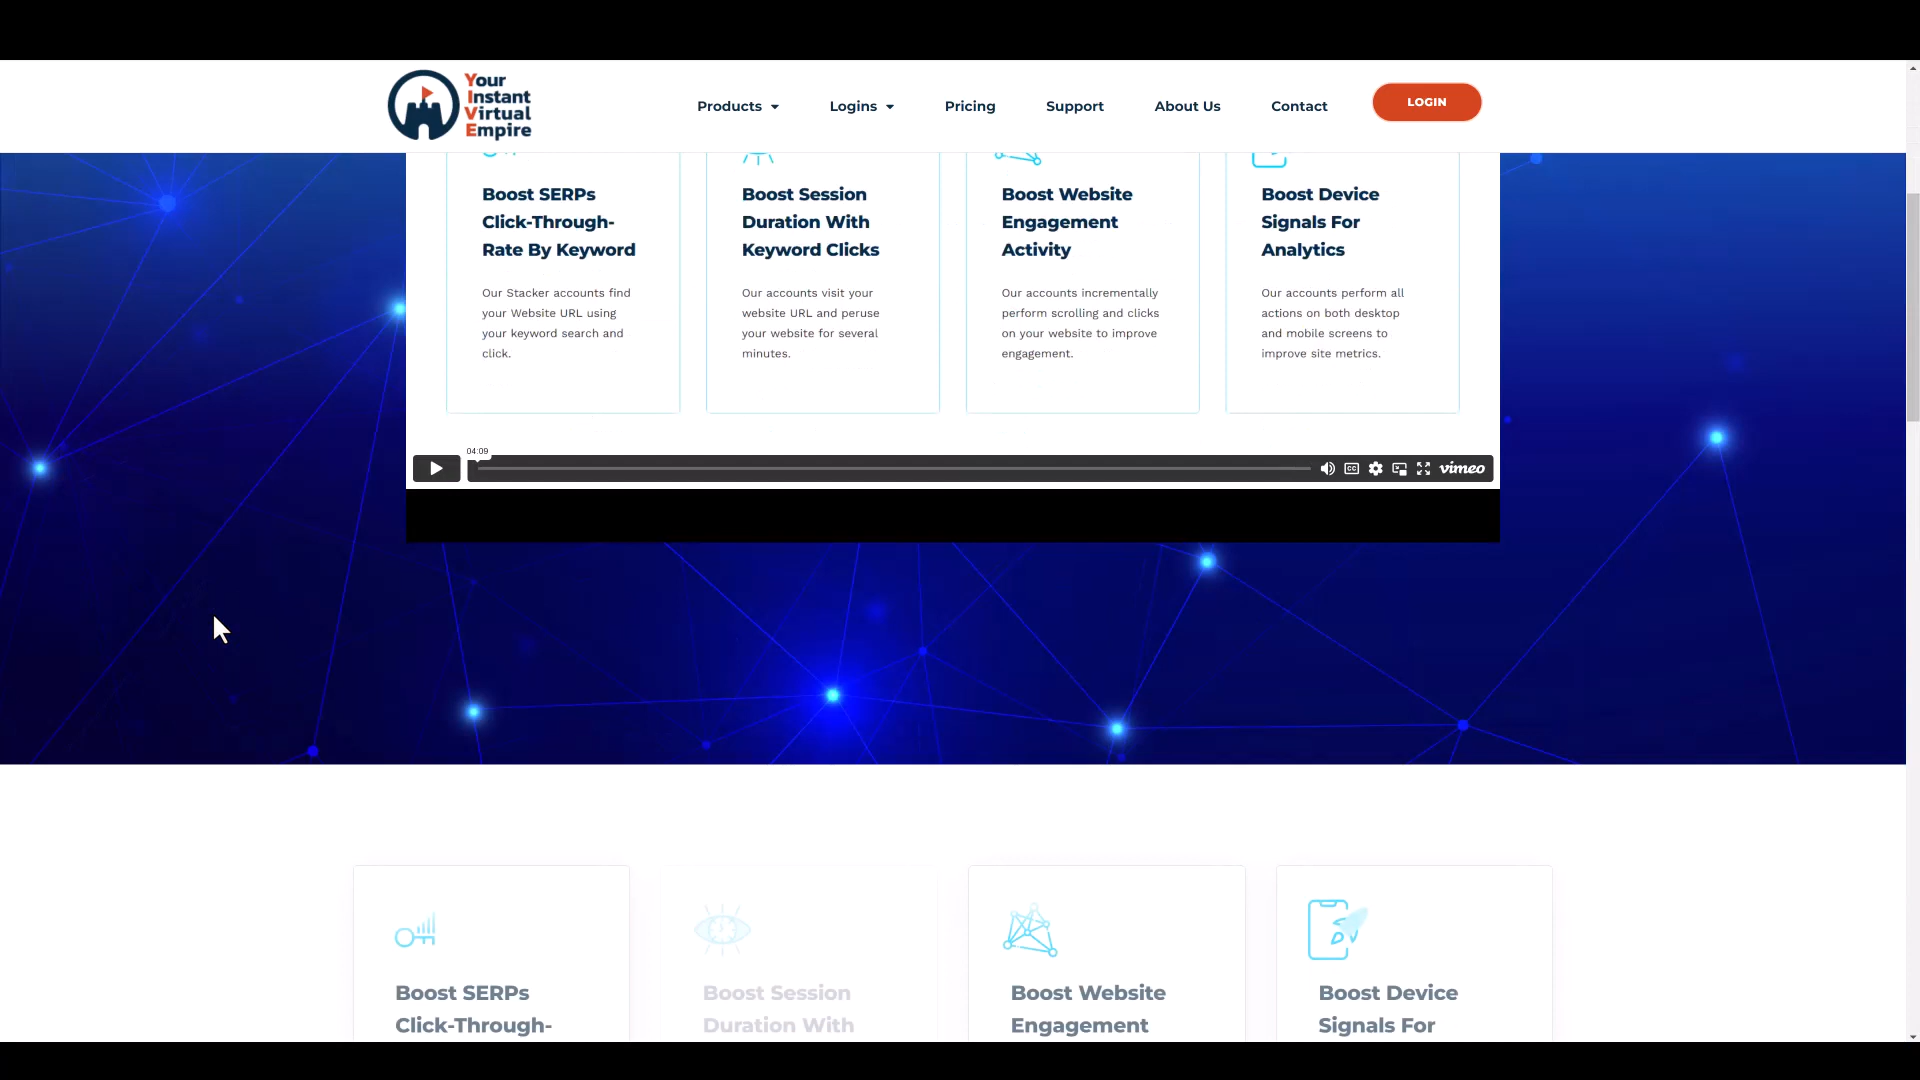 Your
Instant
Virtual
Empire
Products
Logins
Pricing
Support
About Us
Contact
LOGIN
Boost SERPs
Click-Through-
Rate By Keyword
Our Stacker accounts find
your Website URL using
your keyword search and
click.
Boost Session
Duration With
Keyword Clicks
Our accounts visit your
website URL and peruse
your website for several
minutes.
Boost Website
Engagement
Activity
Our accounts incrementally
perform scrolling and clicks
on your website to improve
engagement.
Boost Device
Signals For
Analytics
Our accounts perform all
actions on both desktop
and mobile screens to
improve site metrics.
04:09
CC
vimeo
Boost SERPs
Click-Through-
Boost Session
Duration With
Boost Website
Engagement
Boost Device
Signals For